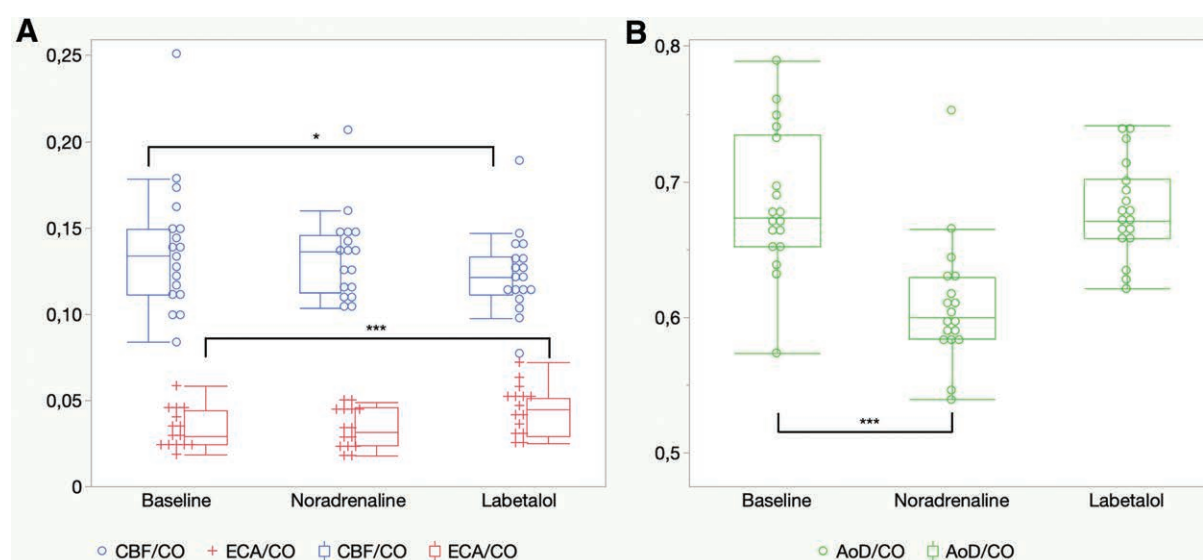 A
0,25
0,20
0,15
0,10
0,05
0
*
***
Baseline Noradrenaline Labetalol
CBF/CO ECA/CO CBF/CO ECA/CO
B
0,8
0,7
0,6
0,5
***
Baseline Noradrenaline Labetalol
AoD/CO AoD/CO